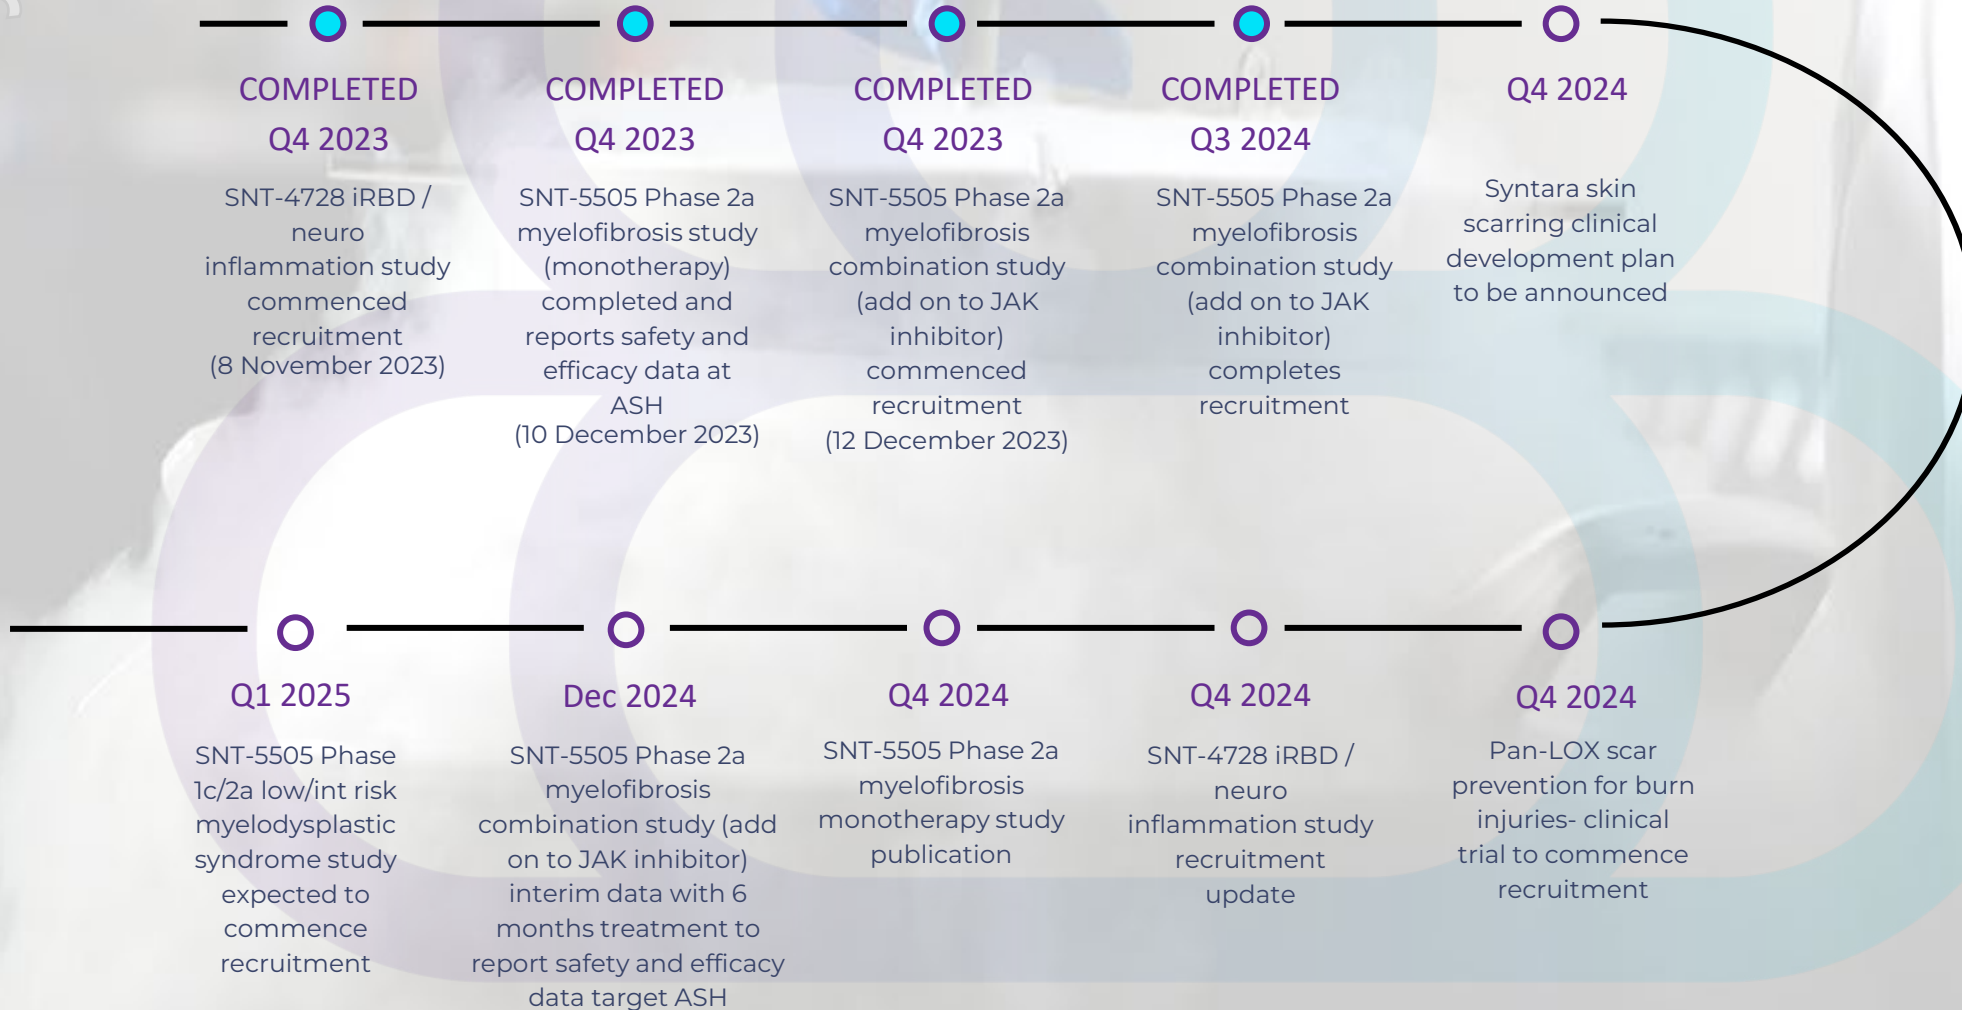 COMPLETED
Q4 2023
SNT-4728 iRBD /
neuro
inflammation study
commenced
recruitment
(8 November 2023)
COMPLETED
Q4 2023
SNT-5505 Phase 2a
myelofibrosis study
(monotherapy)
completed and
reports safety and
efficacy data at
ASH
(10 December 2023)
COMPLETED
Q4 2023
SNT-5505 Phase 2a
myelofibrosis
combination study
(add on to JAK
inhibitor)
commenced
recruitment
(12 December 2023)
COMPLETED
Q3 2024
SNT-5505 Phase 2a
myelofibrosis
combination study
(add on to JAK
inhibitor)
completes
recruitment
Q4 2024
Syntara skin
scarring clinical
development plan
to be announced
Q1 2025
SNT-5505 Phase
1c/2a low/int risk
myelodysplastic
syndrome study
expected to
commence
recruitment
Dec 2024
SNT-5505 Phase 2a
myelofibrosis
combination study (add
on to JAK inhibitor)
interim data with 6
months treatment to
report safety and efficacy
data target ASH
Q4 2024
SNT-5505 Phase 2a
myelofibrosis
monotherapy study
publication
Q4 2024
SNT-4728 iRBD /
neuro
inflammation study
recruitment
update
Q4 2024
Pan-LOX scar
prevention for burn
injuries- clinical
trial to commence
recruitment